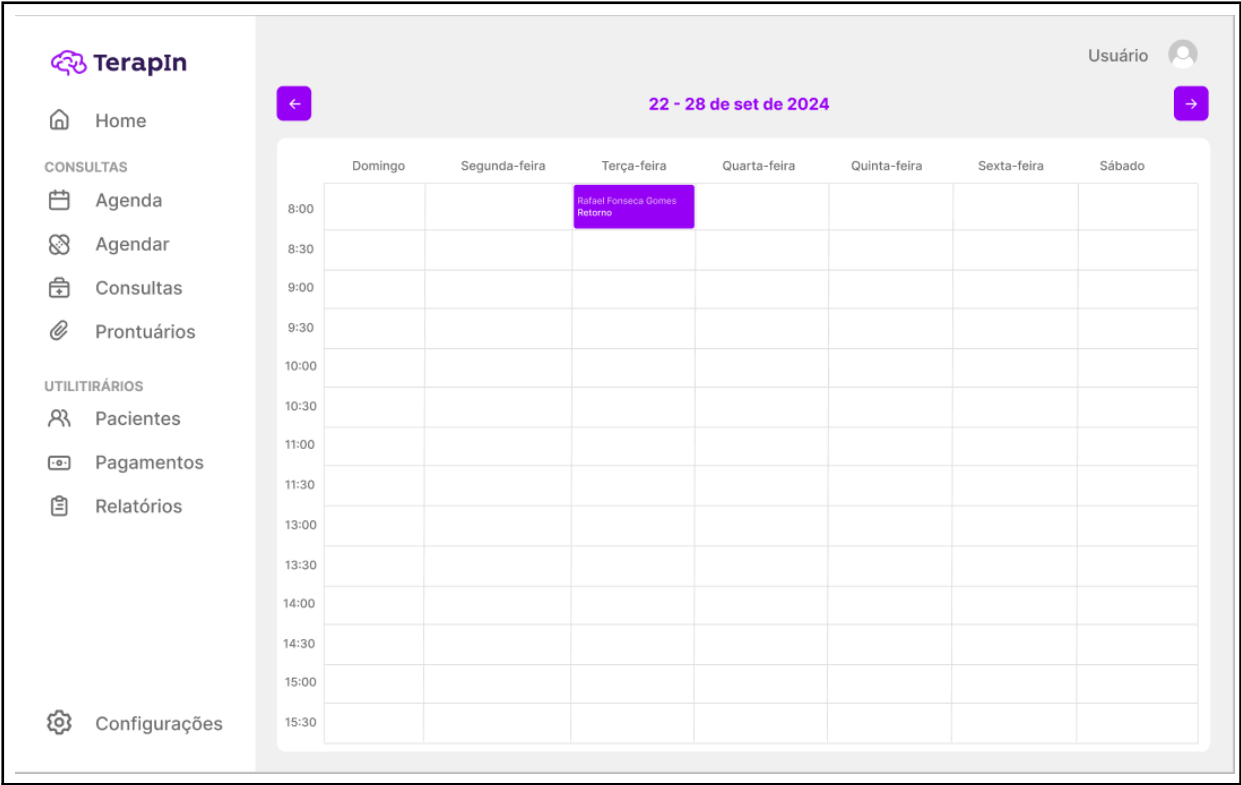 TerapIn
Home
CONSULTAS
Agenda
Agendar
Consultas
Prontuários
UTILITIRÁRIOS
Pacientes
Pagamentos
Relatórios
Configurações
Usuário
22 - 28 de set de 2024
Domingo Segunda-feira Terça-feira Quarta-feira Quinta-feira Sexta-feira Sábado
8:00
Rafael Fonseca Gomes
Retorno
8:30
9:00
9:30
10:00
10:30
11:00
11:30
13:00
13:30
14:00
14:30
15:00
15:30